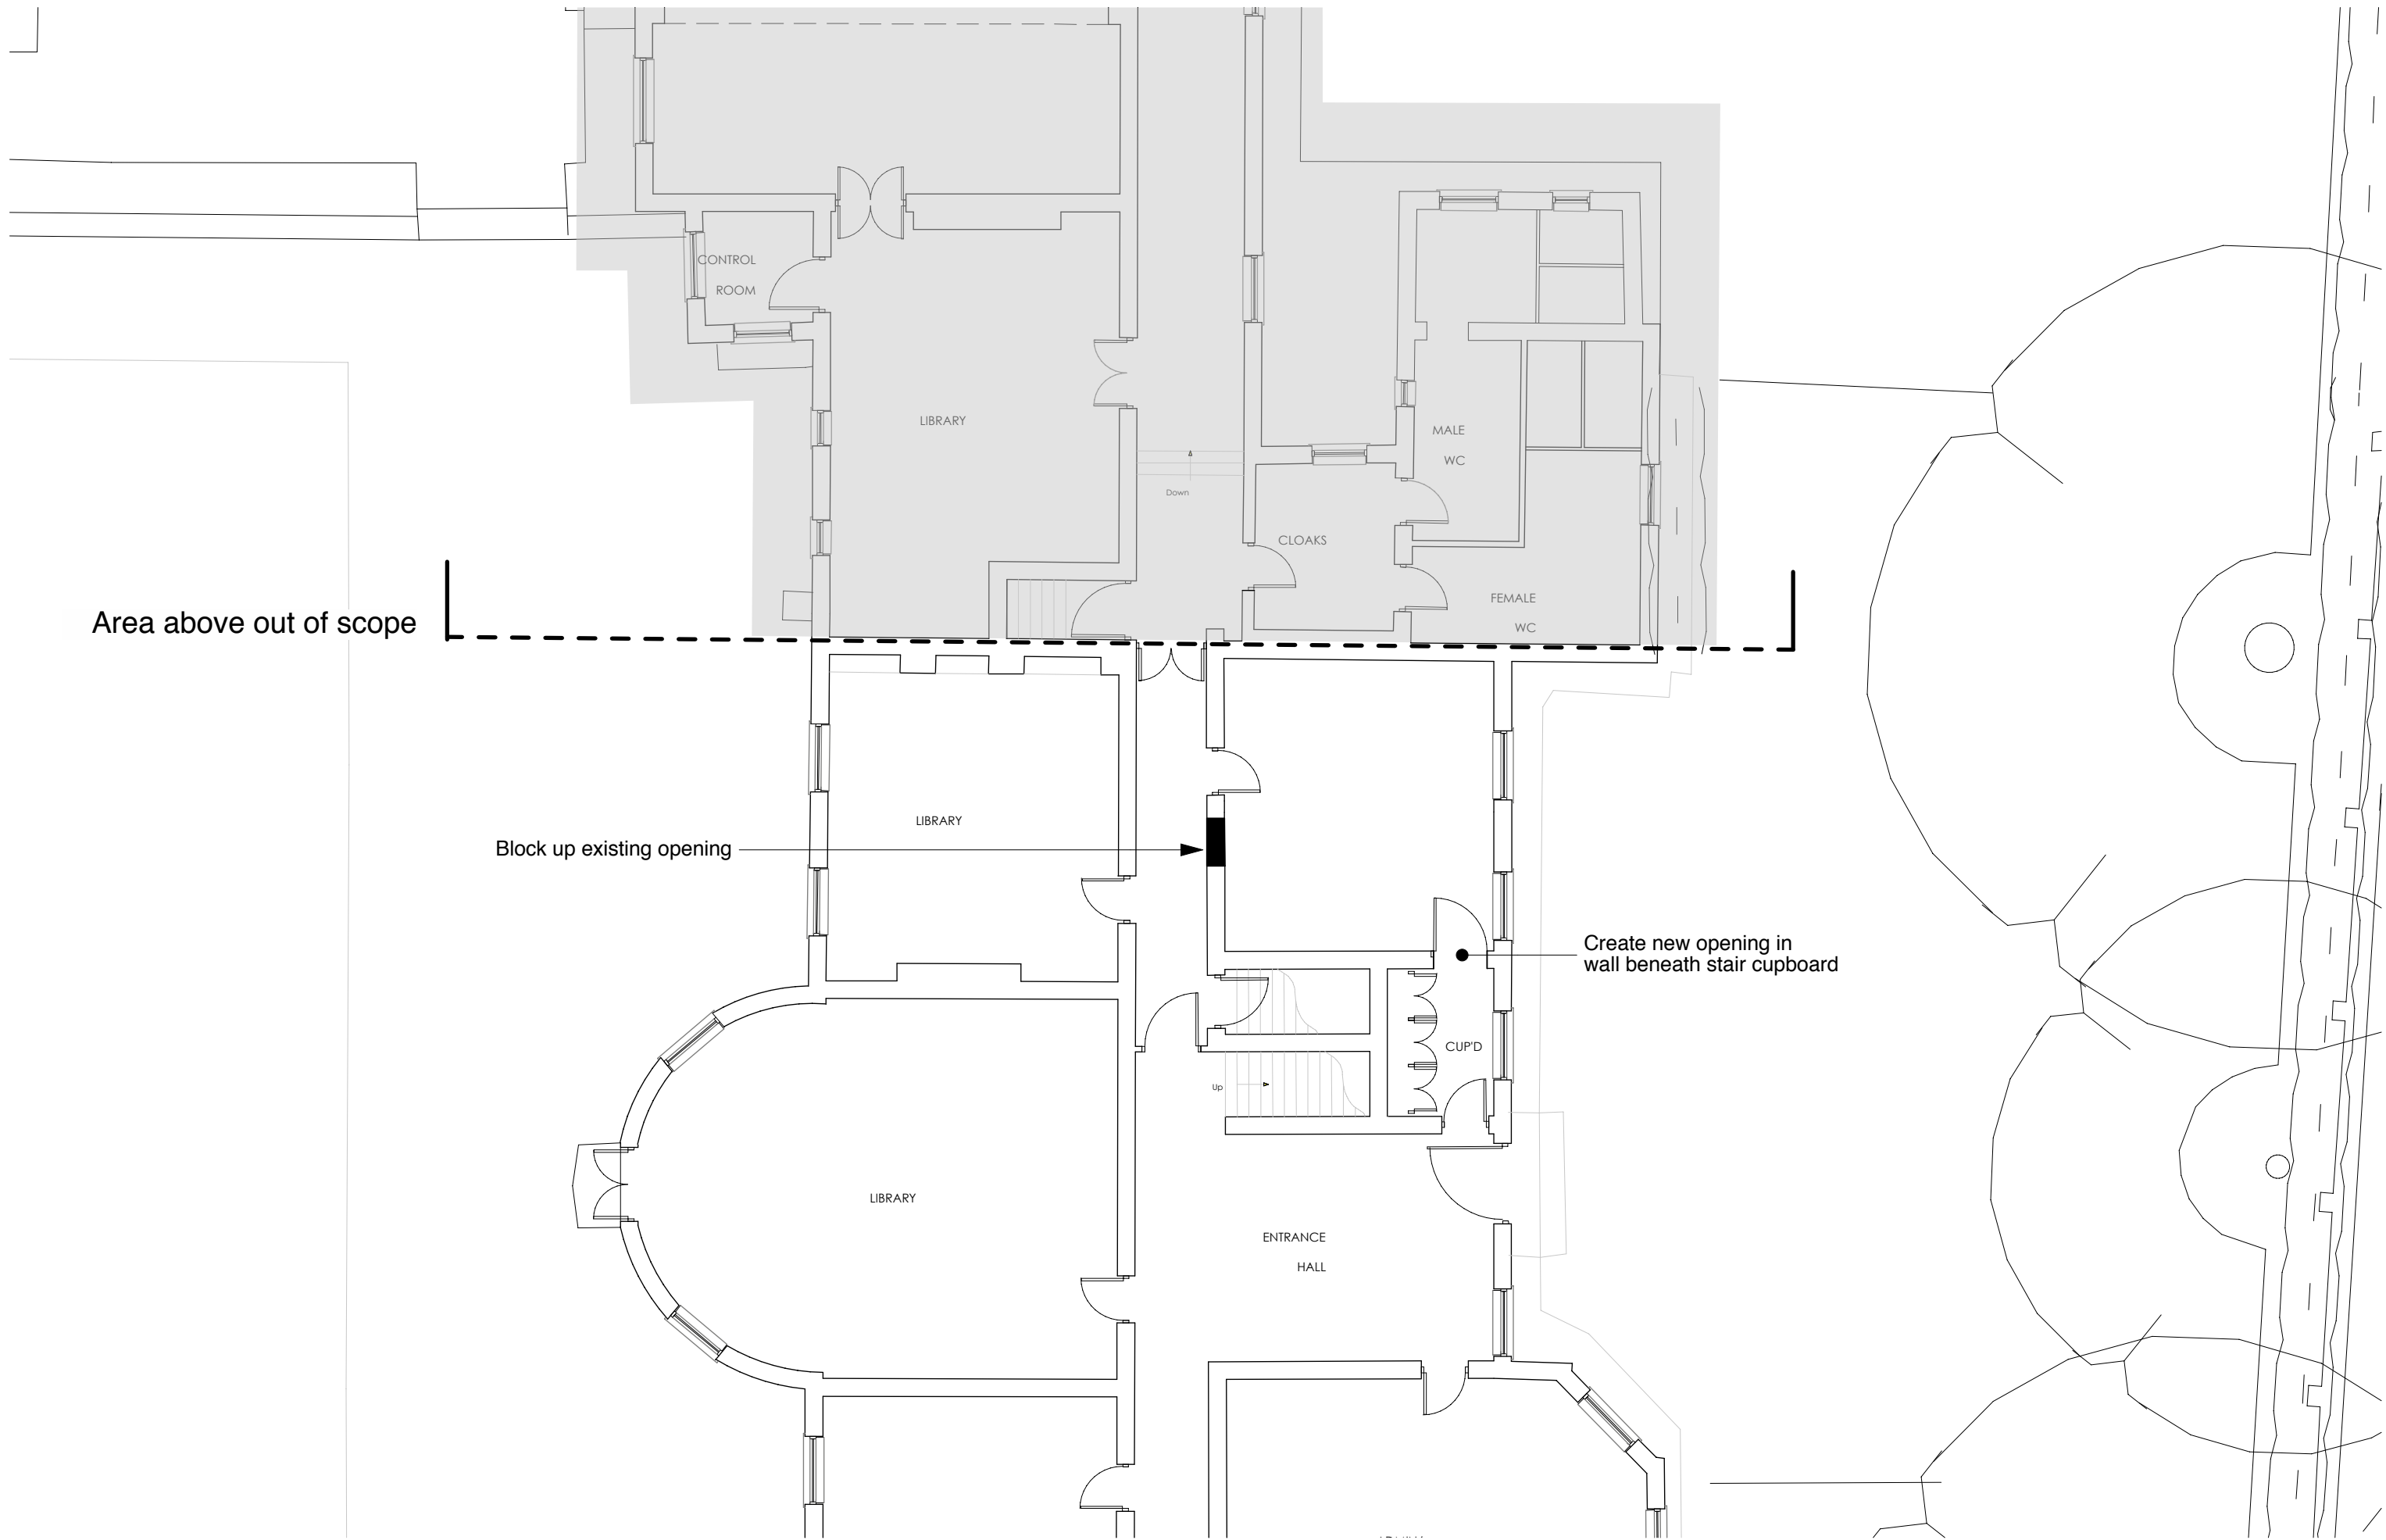 CONTROL
ROOM
LIBRARY
MALE
WC
Down
CLOAKS
FEMALE
WC
Area above out of scope
LIBRARY
Block up existing opening
Create new opening in
wall beneath stair cupboard
CUP'D
Up
LIBRARY
ENTRANCE
HALL